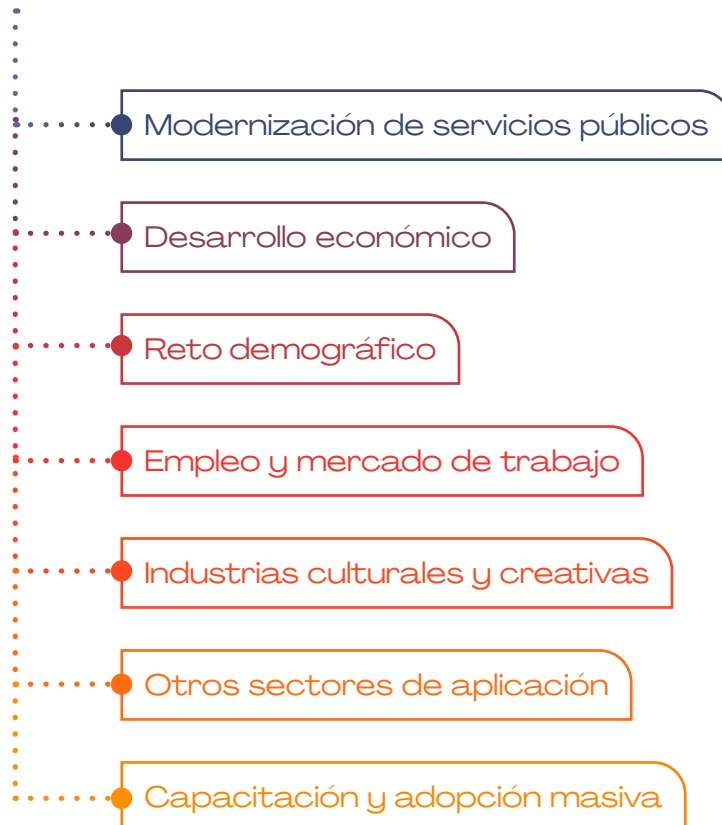 Modernización de servicios públicos
Desarrollo económico
Reto demográfico
Empleo y mercado de trabajo
Industrias culturales y creativas
Otros sectores de aplicación
Capacitación y adopción masiva